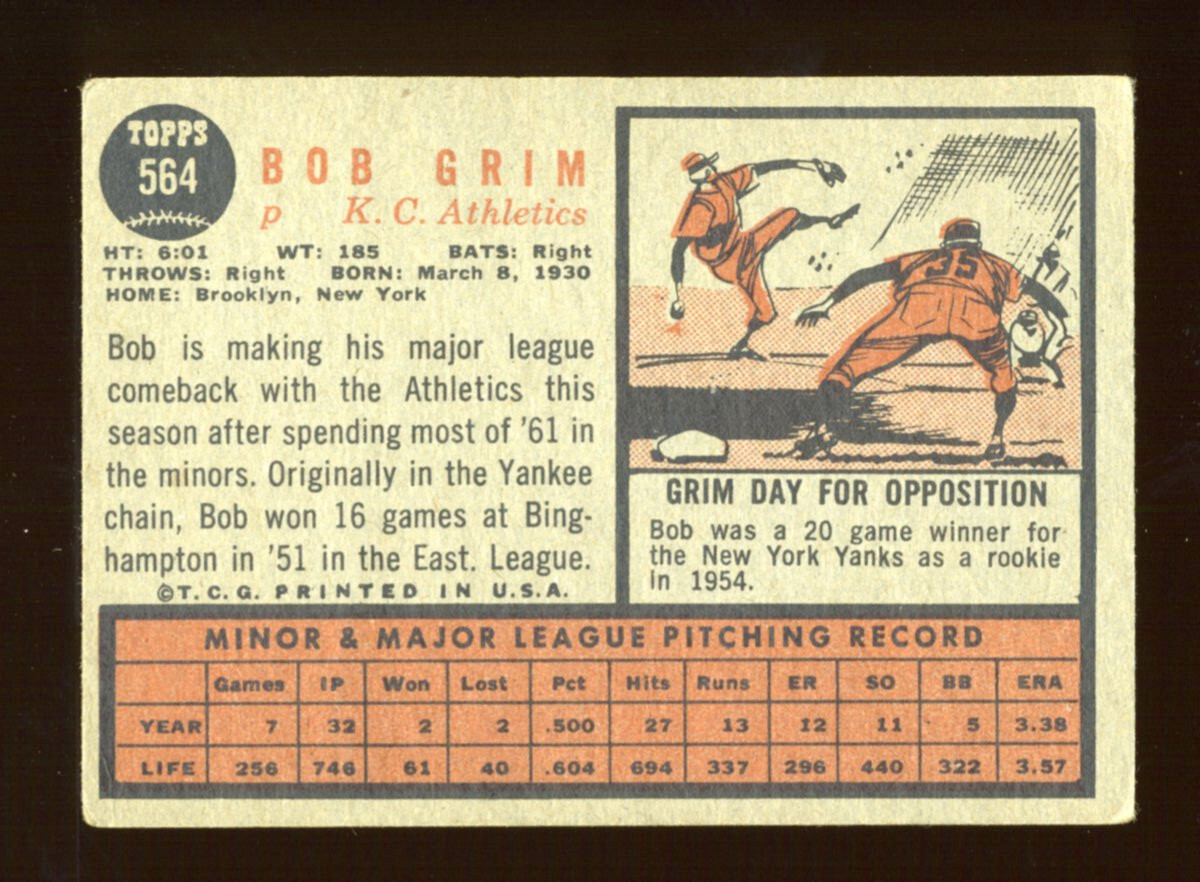 TOPPS
564
BOB GRIM
p K. C. Athletics
HT: 6:01 WT: 185 BATS: Right
THROWS: Right BORN: March 8, 1930
HOME: Brooklyn, New York
Bob is making his major league
comeback with the Athletics this
season after spending most of '61 in
the minors. Originally in the Yankee
chain, Bob won 16 games at Bing-
hampton in '51 in the East. League.
©T. C. G. PRINTED IN U.S.A.
35
GRIM DAY FOR OPPOSITION
Bob was a 20 game winner for
the New York Yanks as a rookie
in 1954.
MINOR & MAJOR LEAGUE PITCHING RECORD
Games IP Won Lost Pct Hits Runs ER SO BB ERA
YEAR 7 32 2 2 .500 27 13 12 11 5 3.38
LIFE 256 746 61 40 .604 694 337 296 440 322 3.57